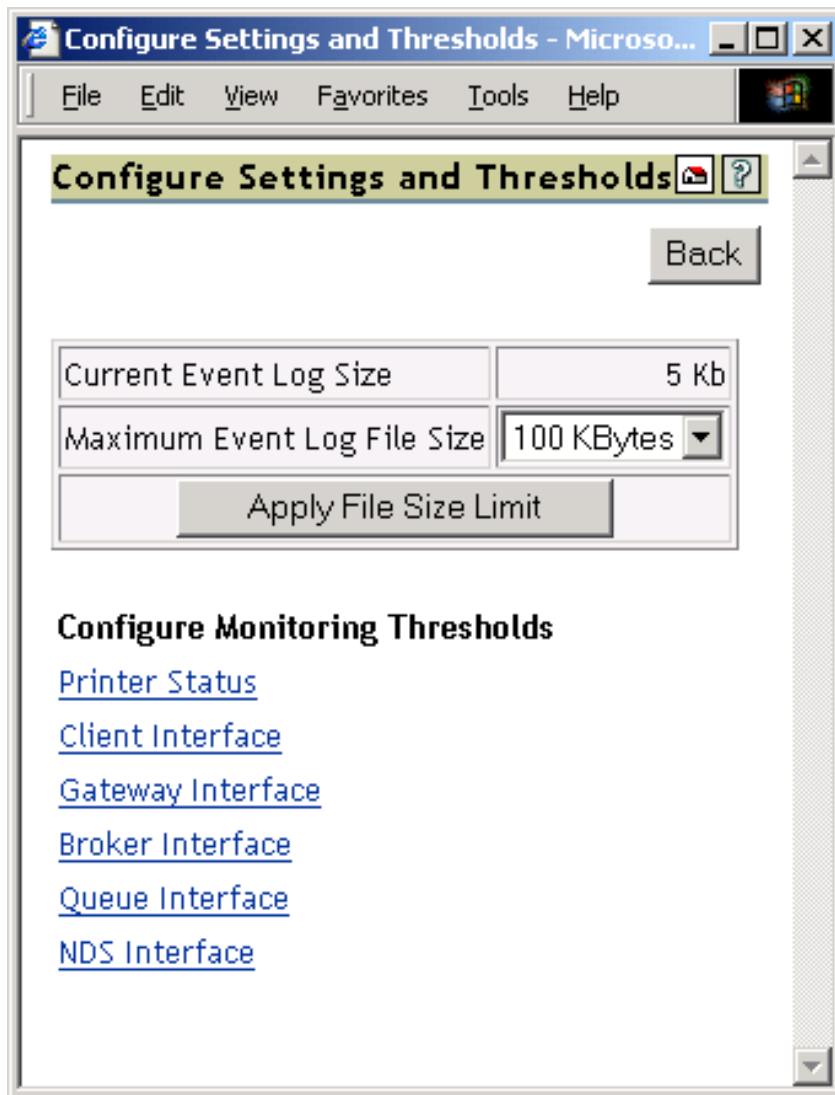 Configure Settings and Thresholds - Microso...
File Edit View Favorites Tools Help
Configure Settings and Thresholds ?
Back
Current Event Log Size 5 Kb
Maximum Event Log File Size 100 KBytes
Apply File Size Limit
Configure Monitoring Thresholds
Printer Status
Client Interface
Gateway Interface
Broker Interface
Queue Interface
NDS Interface